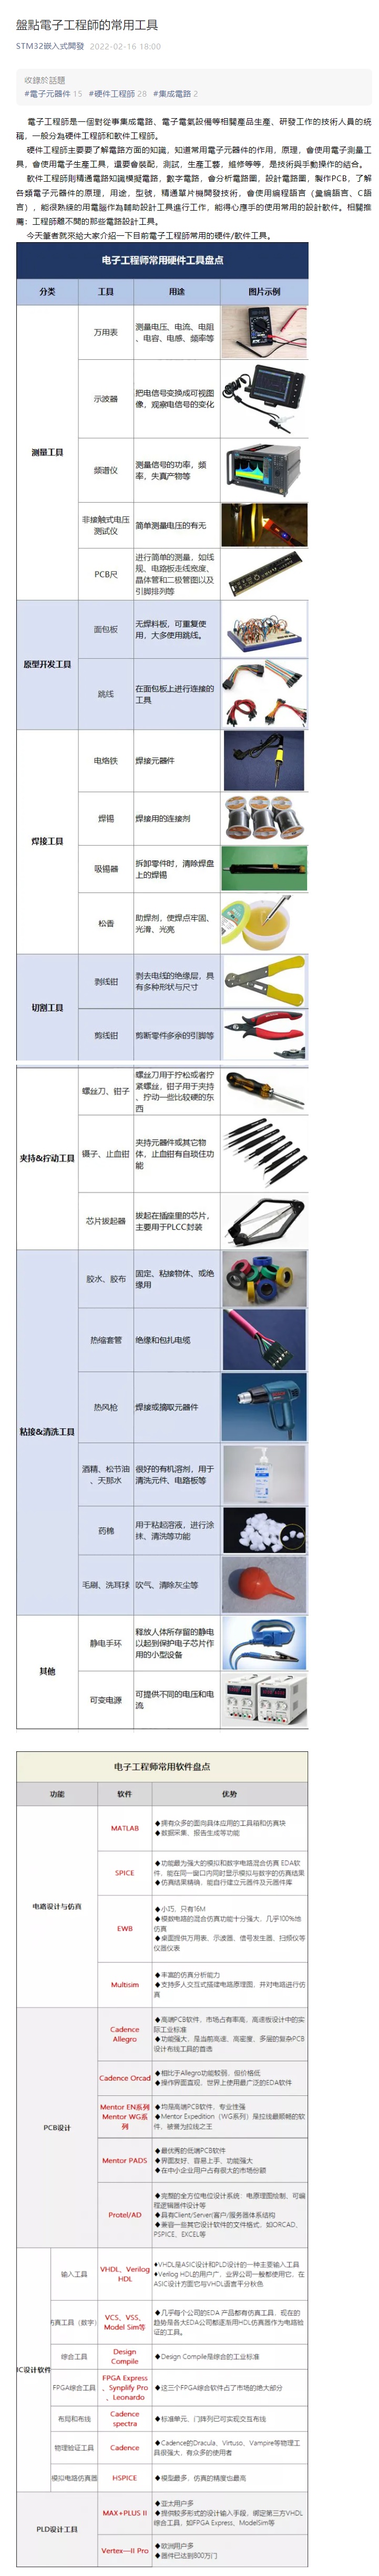 盤點電子工程師的常用工具
STM32嵌入式開發 2022-02-16 18:00
收錄於話題
#電子元器件 15 #硬件工程師 28 #集成電路 2
電子工程師是一個對從事集成電路、電子電氣設備等相關產品生產、研發工作的技術人員的統
稱，一般分為硬件工程師和軟件工程師。
硬件工程師主要要了解電路方面的知識，知道常用電子元器件的作用，原理，會使用電子測量工
具，會使用電子生產工具，還要會裝配，測試，生產工藝，維修等等，是技術與手動操作的結合。
軟件工程師則精通電路知識模擬電路，數字電路，會分析電路圖，設計電路圖，製作PCB，了解
各類電子元器件的原理，用途，型號，精通單片機開發技術，會使用編程語言（彙編語言、C語
言），能很熟練的用電腦作為輔助設計工具進行工作，能得心應手的使用常用的設計軟件。相關推
薦：工程師離不開的那些電路設計工具。
今天筆者就來給大家介紹一下目前電子工程師常用的硬件/軟件工具。
电子工程师常用硬件工具盘点
分类 工具 用途 图片示例
测量工具
万用表
测量电压、电流、电阻
、电容、电感、频率等
示波器
把电信号变换成可视图
像，观察电信号的变化
频谱仪
测量信号的功率，频
率，失真产物等
非接触式电压
测试仪
简单测量电压的有无
PCB尺
进行简单的测量，如线
规、电路板走线宽度、
晶体管和二极管图以及
引脚排列等
原型开发工具
面包板
无焊料板，可重复使
用，大多使用跳线。
跳线
在面包板上进行连接的
工具
焊接工具
电烙铁
焊接元器件
焊锡
焊接用的连接剂
吸锡器
拆卸零件时，清除焊盘
上的焊锡
松香
助焊剂，使焊点牢固、
光滑、光亮
切割工具
剥线钳
剥去电线的绝缘层，具
有多种形状与尺寸
剪线钳
剪断零件多余的引脚等
夹持&拧动工具
螺丝刀、钳子
螺丝刀用于拧松或者拧
紧螺丝，钳子用于夹持
、拧动一些比较硬的东
西
镊子、止血钳
夹持元器件或其它物
体，止血钳有自琐住功
能
芯片拔起器
拔起在插座里的芯片，
主要用于PLCC封装
粘接&清洗工具
胶水、胶布
固定、粘接物体、或绝
缘用
热缩套管
绝缘和包扎电缆
热风枪
焊接或摘取元器件
酒精、松节油
、天那水
很好的有机溶剂，用于
清洗元件、电路板等
药棉
用于粘起溶液，进行涂
抹、清洗等功能
毛刷、洗耳球
吹气、清除灰尘等
其他
静电手环
释放人体所存留的静电
以起到保护电子芯片作
用的小型设备
可变电源
可提供不同的电压和电
流
电子工程师常用软件盘点
功能 软件 优势
电路设计与仿真
MATLAB
◆拥有众多的面向具体应用的工具箱和仿真块
◆数据采集、报告生成等功能
SPICE
◆功能最为强大的模拟和数字电路混合仿真 EDA软
件，能在同一窗口内同时显示模拟与数字的仿真结果
◆仿真结果精确、能自行建立元器件及元器件库
EWB
◆小巧、只有16M
◆模数电路的混合仿真功能十分强大，几乎100%地
仿真
◆桌面提供万用表、示波器、信号发生器、扫频仪等
仪器仪表
Multisim
◆丰富的仿真分析能力
◆支持多人交互式搭建电路原理图，并对电路进行仿
真
PCB设计
Cadence
Allegro
◆高端PCB软件，市场占有率高，高速板设计中的实
际工业标准
◆功能强大，是当前高速、高密度、多层的复杂PCB
设计布线工具的首选
Cadence Orcad
◆相比于Allegro功能较弱，但价格低
◆操作界面直观，世界上使用最广泛的EDA软件
Mentor EN系列
Mentor WG系
列
◆均是高端PCB软件，专业性强
◆Mentor Expedition（WG系列）是拉线最顺畅的软
件，被誉为拉线之王
Mentor PADS
◆最优秀的低端PCB软件
◆界面友好，容易上手，功能强大
◆在中小企业用户占有很大的市场份额
Protel/AD
◆完整的全方位电位设计系统：电原理图绘制、可编
程逻辑器件设计等
◆具有Client/Server(客户/服务器体系结构
◆兼容一些其它设计软件的文件格式，如ORCAD,
PSPICE, EXCEL等
IC设计软件
输入工具
VHDL、Verilog
HDL
♦VHDL是ASIC设计和PLD设计的一种主要输入工具
♦Verilog HDL的用户广，业界公司一般都使用它，在
ASIC设计方面它与VHDL语言平分秋色
仿真工具（数字）
VCS、VSS、
Model Sim等
◆几乎每个公司的EDA 产品都有仿真工具，现在的
趋势是各大EDA公司都逐渐用HDL仿真器作为电路验
证的工具。
综合工具
Design
Compile
◆Design Compile是综合的工业标准
FPGA综合工具
FPGA Express
、Synplify Pro
、Leonardo
◆这三个FPGA综合软件占了市场的绝大部分
布局和布线
Cadence
spectra
◆标准单元、门阵列已可实现交互布线
物理验证工具
Cadence
◆Cadence的Dracula、Virtuso、Vampire等物理工
具很强大，有众多的使用者
模拟电路仿真器
HSPICE
◆模型最多，仿真的精度也最高
PLD设计工具
MAX+PLUS II
◆亚太用户多
◆提供较多形式的设计输入手段，绑定第三方VHDL
综合工具，如FPGA Express、ModelSim等
Vertex—II Pro
◆欧洲用户多
◆器件已达到800万门